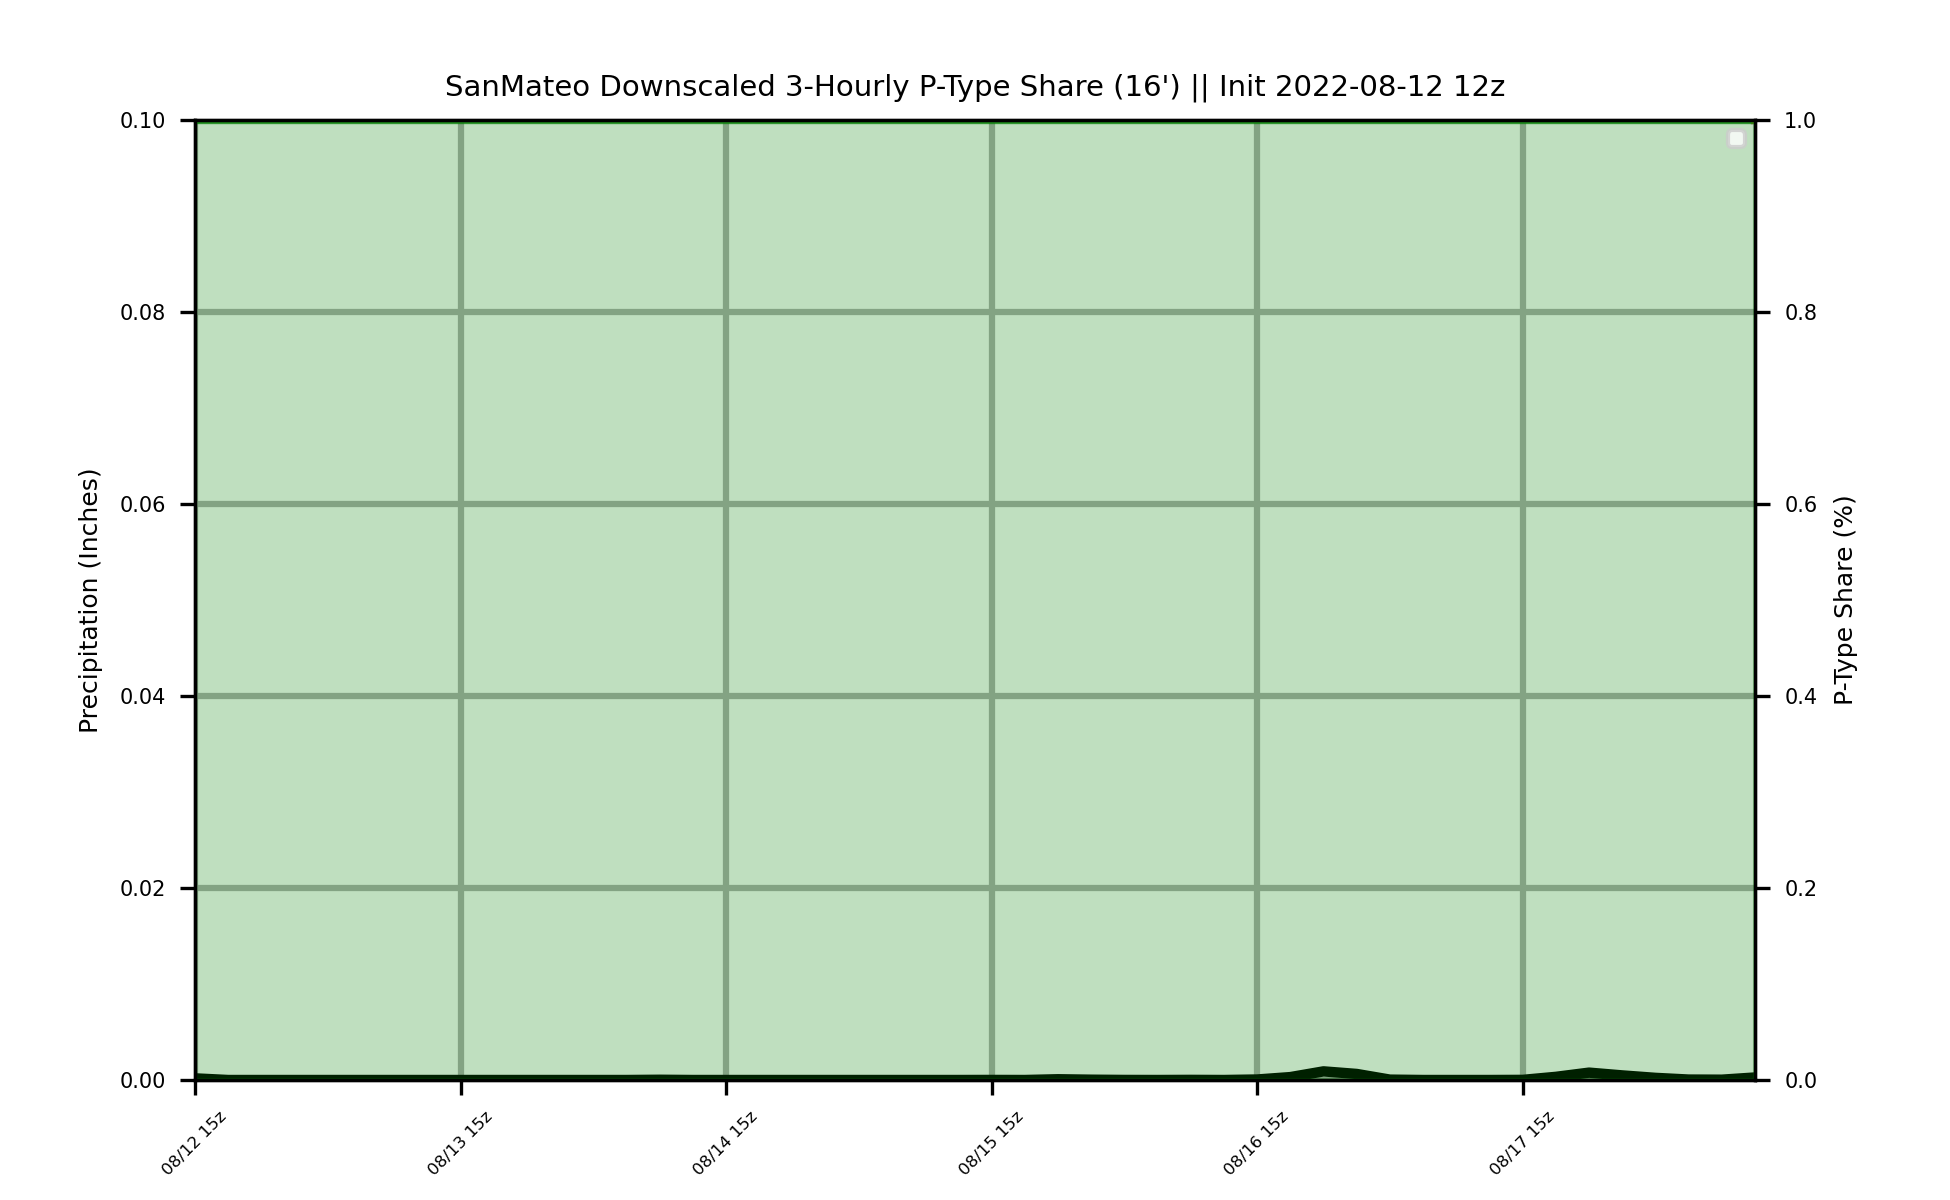 SanMateo Downscaled 3-Hourly P-Type Share (16') || Init 2022-08-12 12z
0.10
0.08
0.06
0.04
0.02
0.00
Precipitation (Inches)
1.0
0.8
0.6
0.4
0.2
0.0
P-Type Share (%)
08/12 15z
08/13 15z
08/14 15z
08/15 15z
08/16 15z
08/17 15z